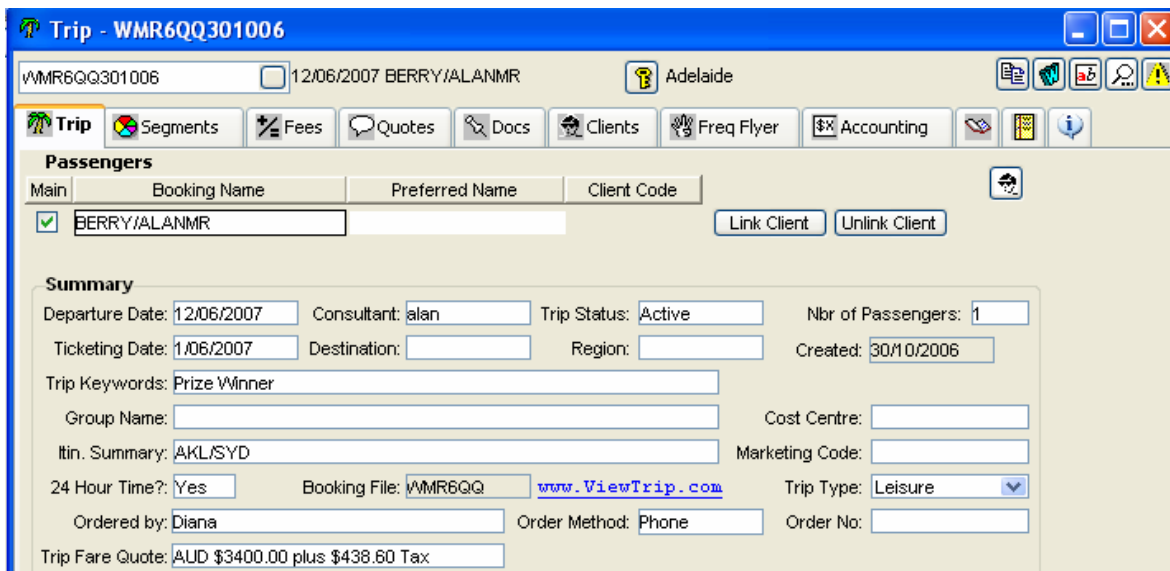 Trip - WMR6QQ301006
WMR6QQ301006 12/06/2007 BERRY/ALANMR Adelaide
Trip Segments Fees Quotes Docs Clients Freq Flyer Accounting
Passengers
Main Booking Name Preferred Name Client Code
BERRY/ALANMR Link Client Unlink Client
Summary
Departure Date: 12/06/2007 Consultant: alan Trip Status: Active Nbr of Passengers: 1
Ticketing Date: 1/06/2007 Destination: Region: Created: 30/10/2006
Trip Keywords: Prize Winner
Group Name: Cost Centre:
Itin. Summary: AKL/SYD Marketing Code:
24 Hour Time?: Yes Booking File: WMR6QQ www.ViewTrip.com Trip Type: Leisure
Ordered by: Diana Order Method: Phone Order No:
Trip Fare Quote: AUD $3400.00 plus $438.60 Tax